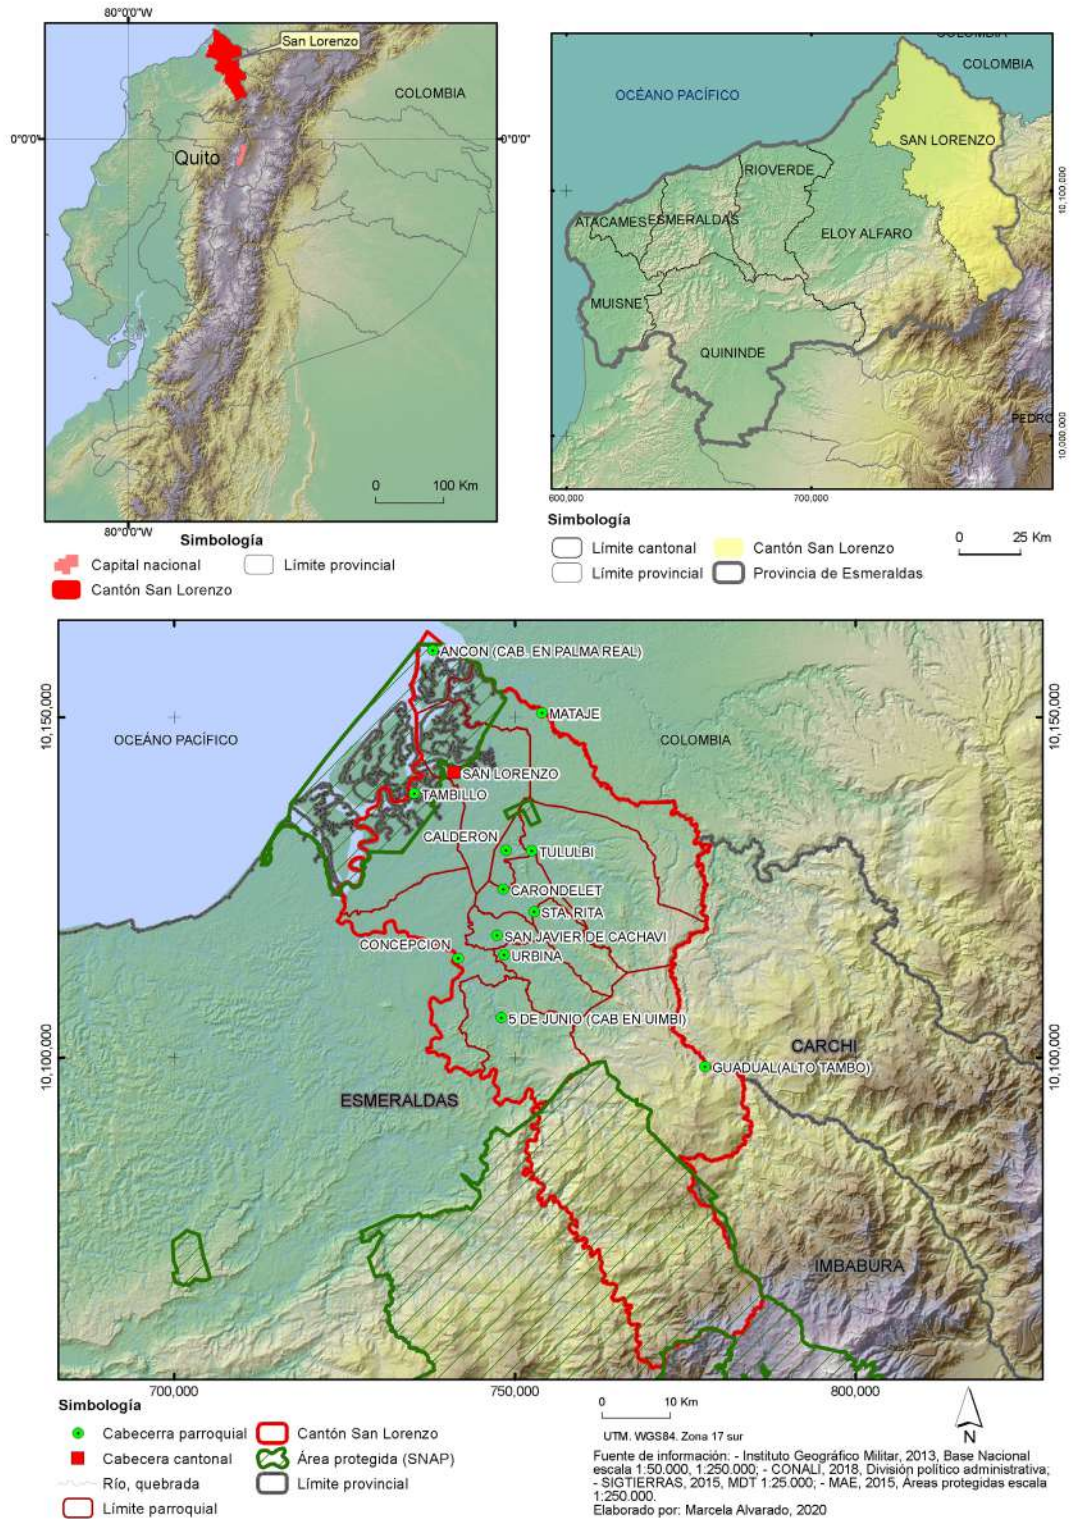 80°0'0"W
San Lorenzo
COLOMBIA
0°0'0"
0°0'0"
Quito
0 100 Km
80°0'0"W
Simbología
Capital nacional
Límite provincial
Cantón San Lorenzo
COLOMBIA
COLOMBIA
OCÉANO PACÍFICO
SAN LORENZO
RIOVERDE
10,100,000
ATACAMES
ESMERALDAS
ELOY ALFARO
MUISNE
QUININDE
PEDRO
10,000,000
600,000
700,000
Simbología
Límite cantonal
Cantón San Lorenzo
0 25 Km
Límite provincial
Provincia de Esmeraldas
ANCON (CAB. EN PALMA REAL)
10,150,000
MATAJE
10,150,000
OCEÁNO PACÍFICO
COLOMBIA
SAN LORENZO
TAMBILLO
CALDERON
TULULBI
CARONDELET
STA. RITA
SAN JAVIER DE CACHAVI
CONCEPCION
URBINA
5 DE JUNIO (CAB EN UIMBI)
10,100,000
CARCHI
10,100,000
GUADUAL(ALTO TAMBO)
ESMERALDAS
IMBABURA
700,000
750,000
800,000
Simbología
0 10 Km
Cabecerra parroquial
Cantón San Lorenzo
UTM. WGS84. Zona 17 sur
N
Cabecerra cantonal
Área protegida (SNAP)
Río, quebrada
Límite provincial
Límite parroquial
Fuente de información: - Instituto Geográfico Militar, 2013, Base Nacional
escala 1:50.000, 1:250.000; - CONALI, 2018, División político administrativa;
- SIGTIERRAS, 2015, MDT 1:25.000; - MAE, 2015, Áreas protegidas escala
1:250.000.
Elaborado por: Marcela Alvarado, 2020